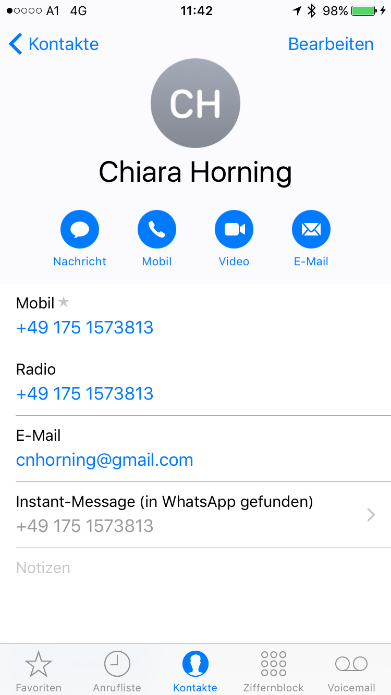 A1 4G 11:42 98%
Kontakte Bearbeiten
CH
Chiara Horning
Nachricht Mobil Video E-Mail
Mobil
+49 175 1573813
Radio
+49 175 1573813
E-Mail
cnhorning@gmail.com
Instant-Message (in WhatsApp gefunden)
+49 175 1573813
Notizen
Favoriten Anrufliste Kontakte Ziffernblock Voicemail